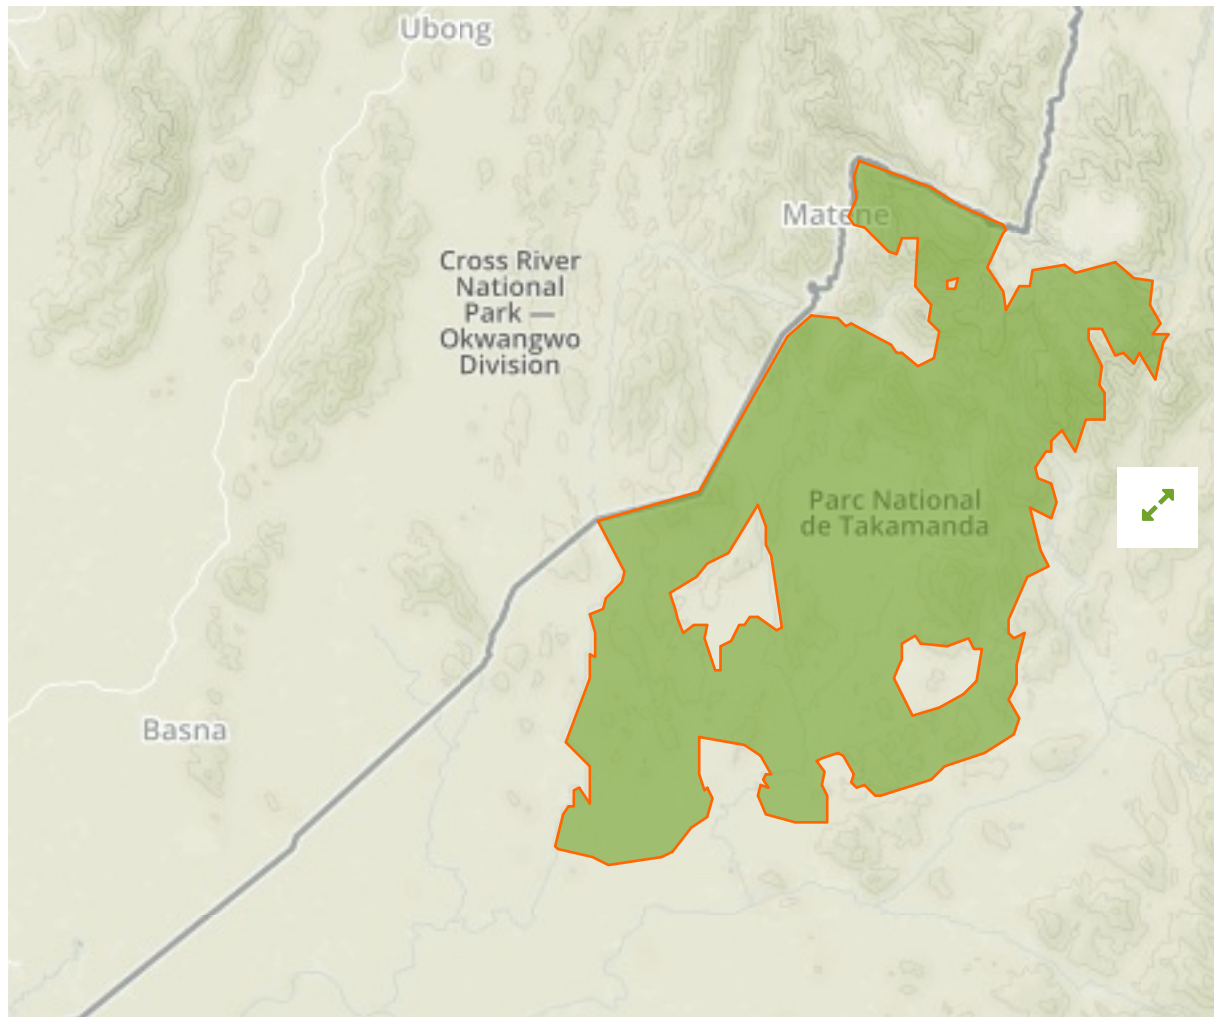 Ubong
Matene
Cross River
National
Park —
Okwangwo
Division
Parc National
de Takamanda
Basna